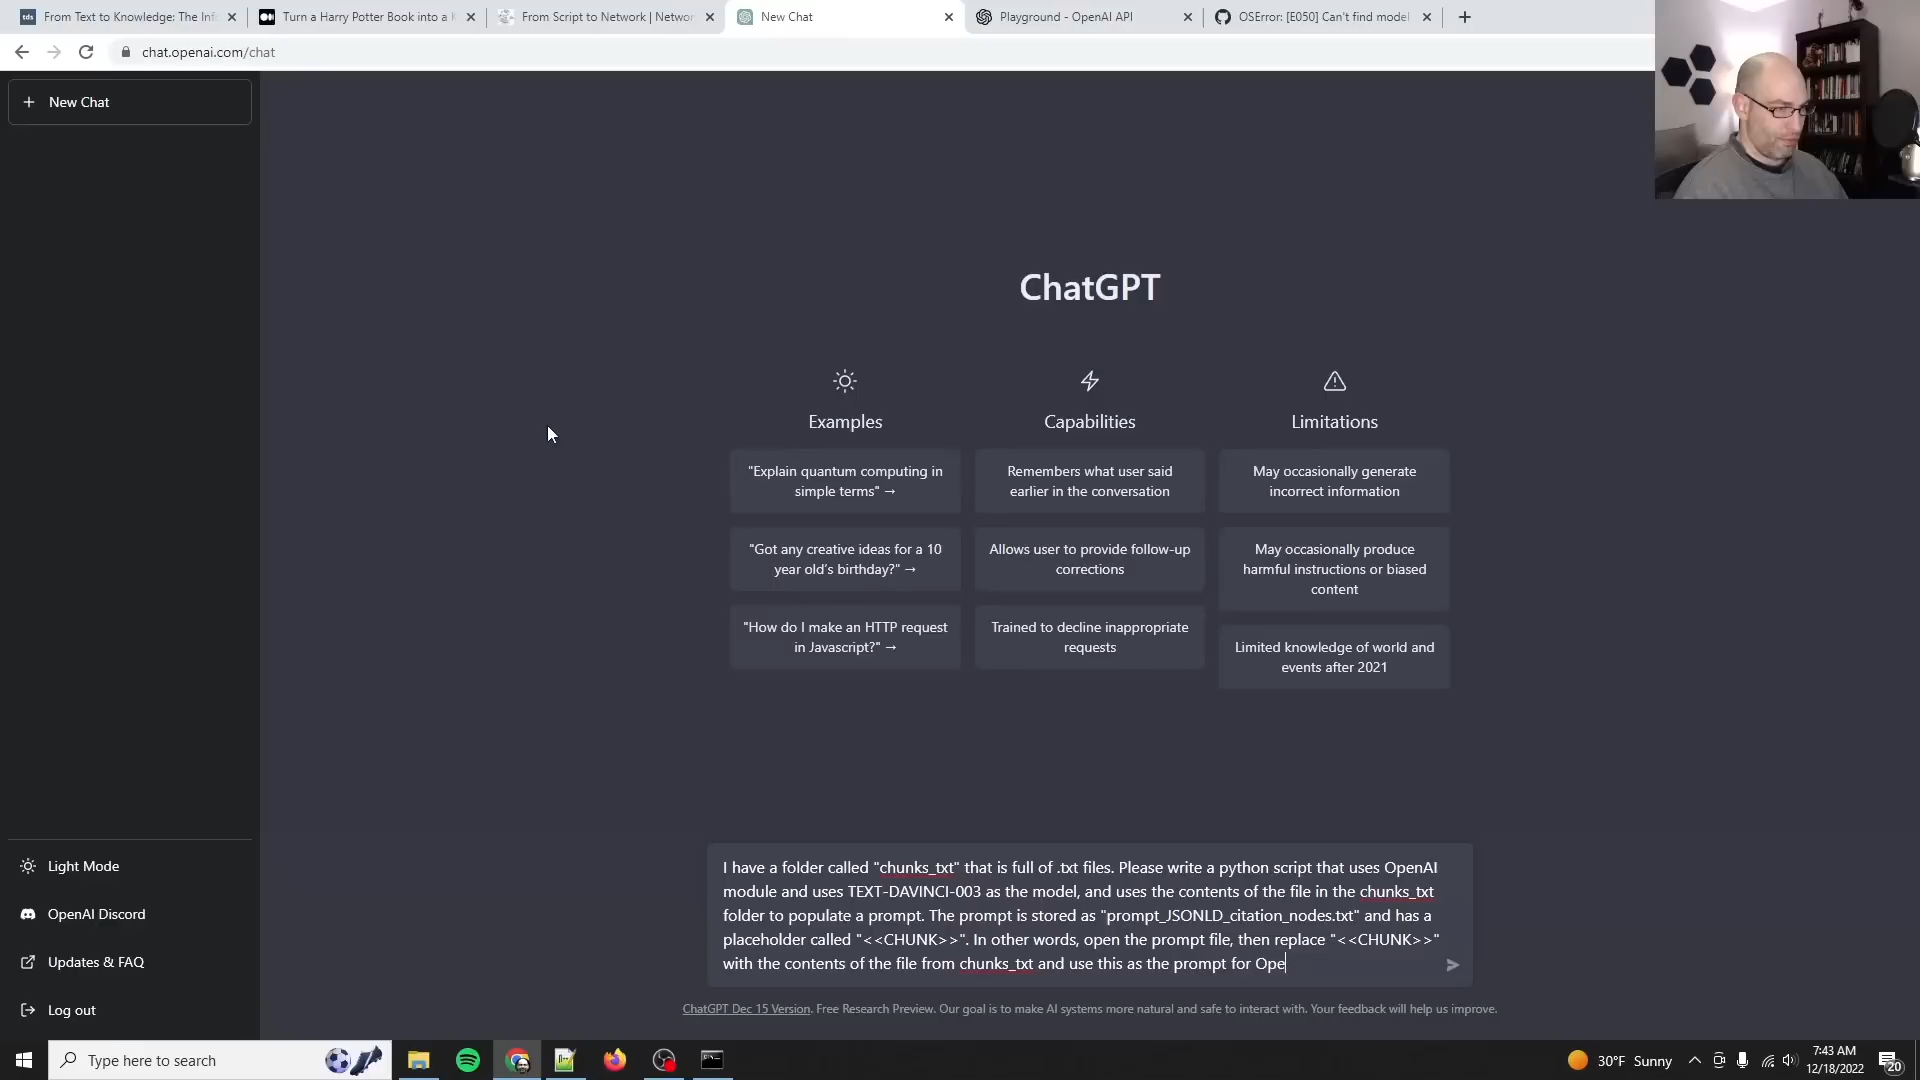 From Text to Knowledge: The Inf
Turn a Harry Potter Book into a K
From Script to Network | Networ
New Chat
Playground - OpenAI API
OSError: [E050] Can't find model
chat.openai.com/chat
New Chat
ChatGPT
Examples
Capabilities
Limitations
"Explain quantum computing in
simple terms" →
Remembers what user said
earlier in the conversation
May occasionally generate
incorrect information
"Got any creative ideas for a 10
year old's birthday?" →
Allows user to provide follow-up
corrections
May occasionally produce
harmful instructions or biased
content
"How do I make an HTTP request
in Javascript?" →
Trained to decline inappropriate
requests
Limited knowledge of world and
events after 2021
Light Mode
OpenAI Discord
Updates & FAQ
Log out
I have a folder called "chunks_txt" that is full of .txt files. Please write a python script that uses OpenAI
module and uses TEXT-DAVINCI-003 as the model, and uses the contents of the file in the chunks_txt
folder to populate a prompt. The prompt is stored as "prompt_JSONLD_citation_nodes.txt" and has a
placeholder called "<<CHUNK>>". In other words, open the prompt file, then replace "<<CHUNK>>"
with the contents of the file from chunks_txt and use this as the prompt for Ope
ChatGPT Dec 15 Version. Free Research Preview. Our goal is to make AI systems more natural and safe to interact with. Your feedback will help us improve.
Type here to search
30°F Sunny
7:43 AM
12/18/2022
20